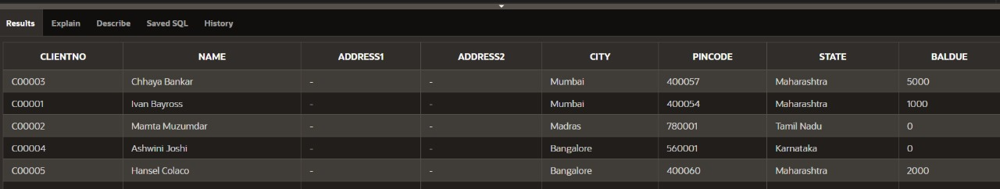 Results Explain Describe Saved SQL History
CLIENTNO NAME ADDRESS1 ADDRESS2 CITY PINCODE STATE BALDUE
C00003 Chhaya Bankar - - Mumbai 400057 Maharashtra 5000
C00001 Ivan Bayross - - Mumbai 400054 Maharashtra 1000
C00002 Mamta Muzumdar - - Madras 780001 Tamil Nadu 0
C00004 Ashwini Joshi - - Bangalore 560001 Karnataka 0
C00005 Hansel Colaco - - Bangalore 400060 Maharashtra 2000